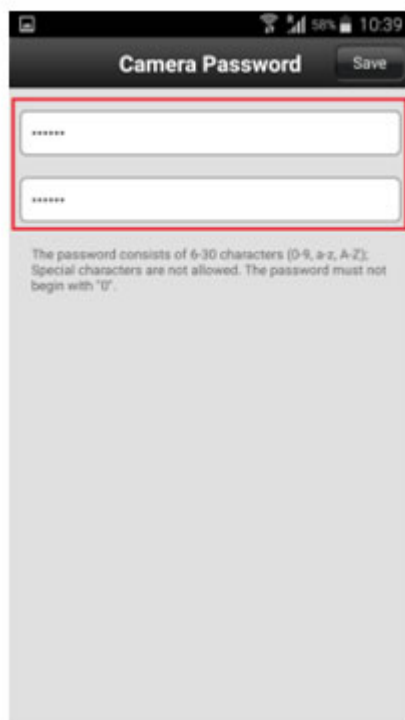 58% 10:39
Camera Password Save
••••••
••••••
The password consists of 6-30 characters (0-9, a-z, A-Z);
Special characters are not allowed. The password must not
begin with "0".